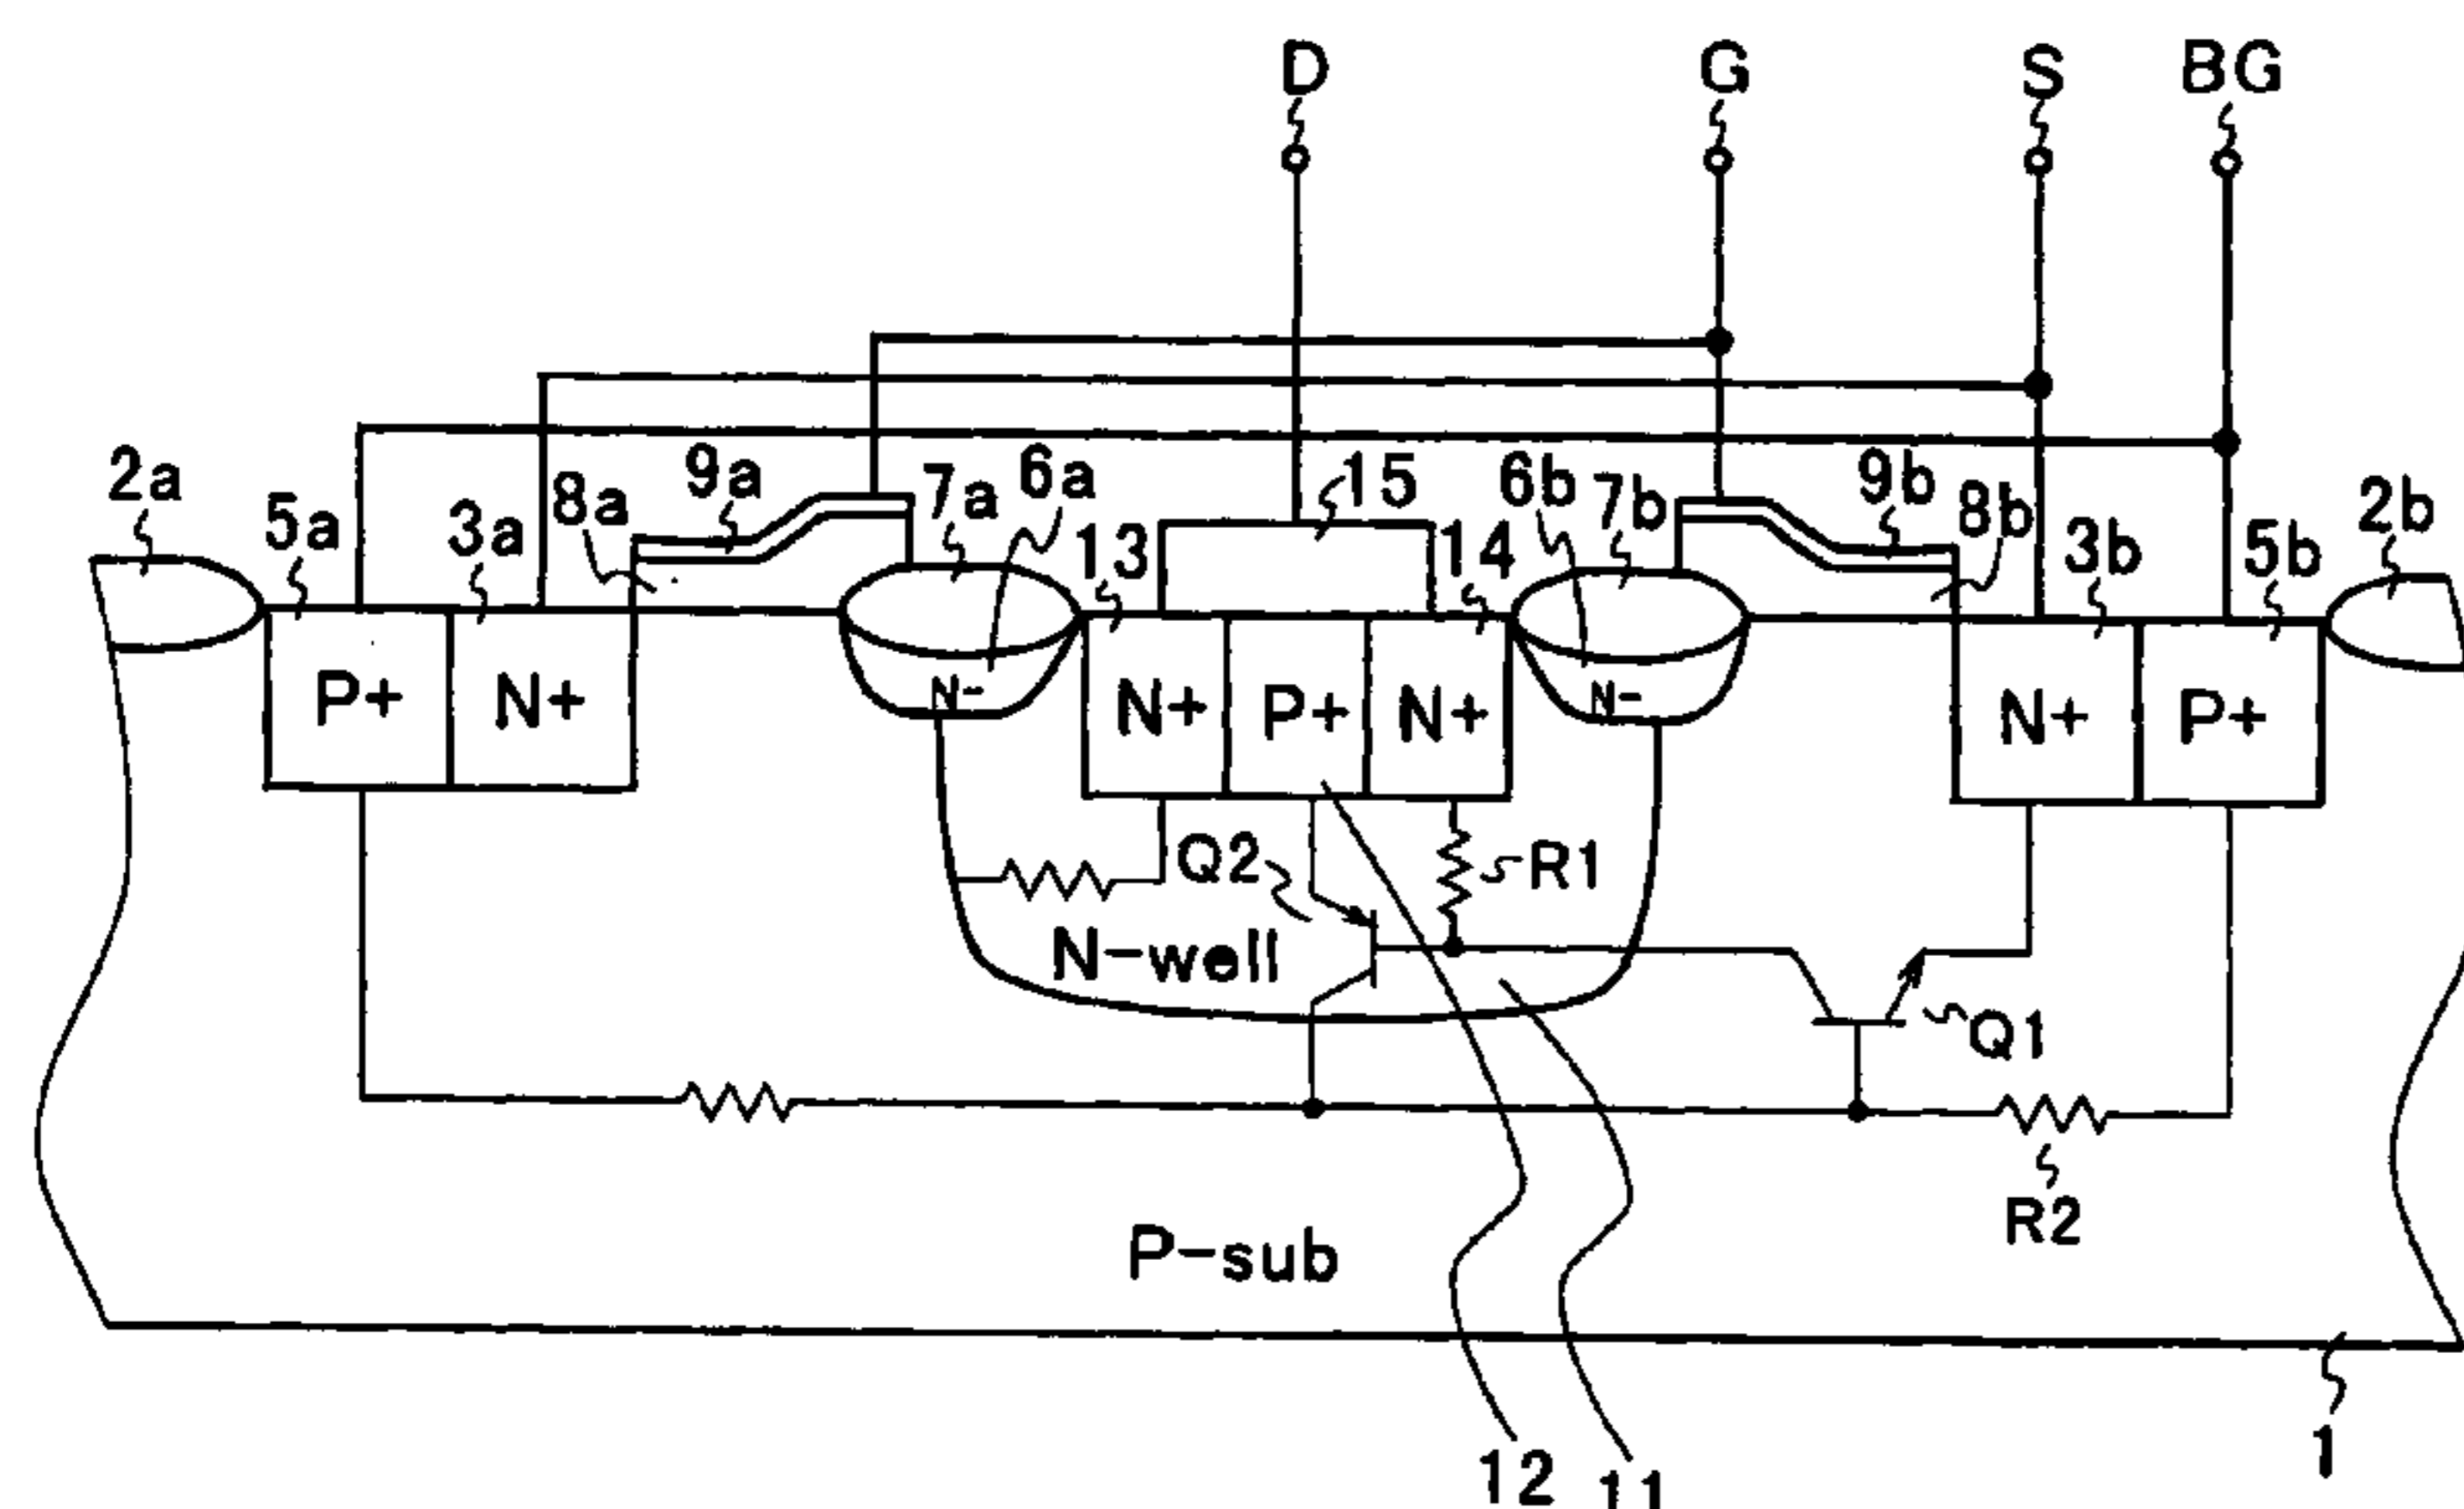 D G S BG
2a 5a 3a 8a 9a 7a 6a 13 15 14 6b 7b 9b 8b 3b 5b 2b
P+ N+ N- N+ P+ N+ N- N+ P+
Q2 R1
N-well
Q1
R2
P-sub
1
12 11